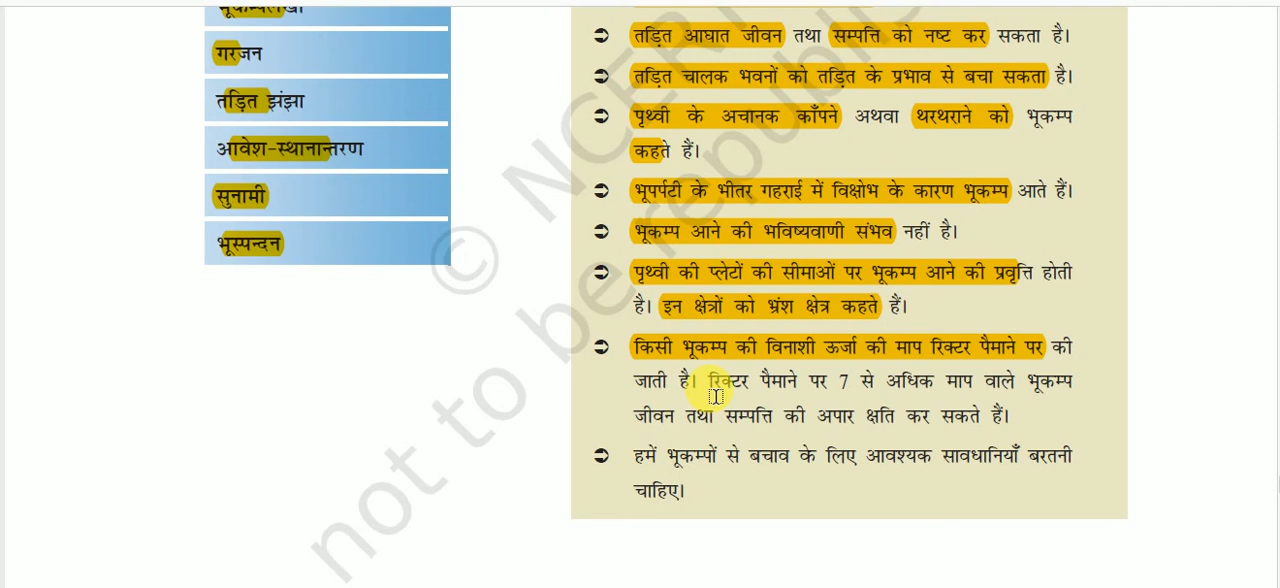 भूकम्पलेखी
गरजन
तड़ित झंझा
आवेश-स्थानान्तरण
सुनामी
भूस्पन्दन
➲ तड़ित आघात जीवन तथा सम्पत्ति को नष्ट कर सकता है।
➲ तड़ित चालक भवनों को तड़ित के प्रभाव से बचा सकता है।
➲ पृथ्वी के अचानक काँपने अथवा थरथराने को भूकम्प
कहते हैं।
➲ भूपर्पटी के भीतर गहराई में विक्षोभ के कारण भूकम्प आते हैं।
➲ भूकम्प आने की भविष्यवाणी संभव नहीं है।
➲ पृथ्वी की प्लेटों की सीमाओं पर भूकम्प आने की प्रवृत्ति होती
है। इन क्षेत्रों को भ्रंश क्षेत्र कहते हैं।
➲ किसी भूकम्प की विनाशी ऊर्जा की माप रिक्टर पैमाने पर की
जाती है। रिक्टर पैमाने पर 7 से अधिक माप वाले भूकम्प
जीवन तथा सम्पत्ति की अपार क्षति कर सकते हैं।
➲ हमें भूकम्पों से बचाव के लिए आवश्यक सावधानियाँ बरतनी
चाहिए।
© NCERT
not to be republis